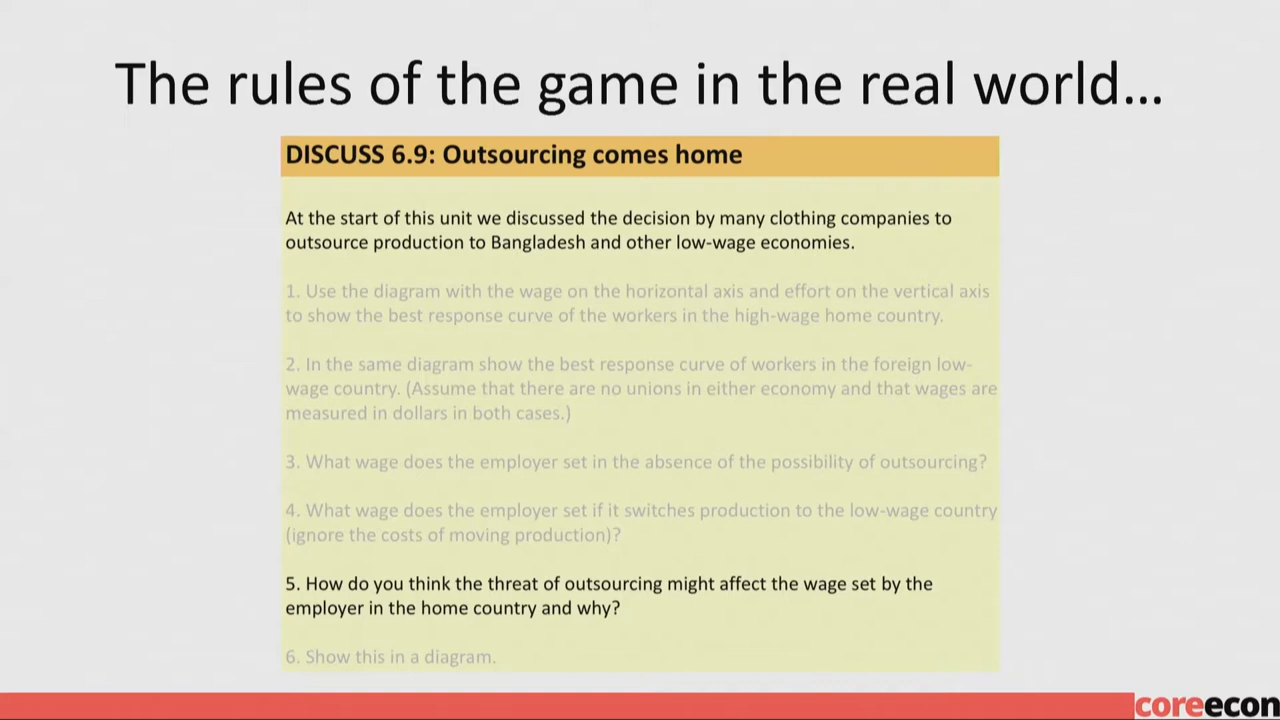 The rules of the game in the real world...
DISCUSS 6.9: Outsourcing comes home
At the start of this unit we discussed the decision by many clothing companies to
outsource production to Bangladesh and other low-wage economies.
1. Use the diagram with the wage on the horizontal axis and effort on the vertical axis
to show the best response curve of the workers in the high-wage home country.
2. In the same diagram show the best response curve of workers in the foreign low-
wage country. (Assume that there are no unions in either economy and that wages are
measured in dollars in both cases.)
3. What wage does the employer set in the absence of the possibility of outsourcing?
4. What wage does the employer set if it switches production to the low-wage country
(ignore the costs of moving production)?
5. How do you think the threat of outsourcing might affect the wage set by the
employer in the home country and why?
6. Show this in a diagram.
coreecon